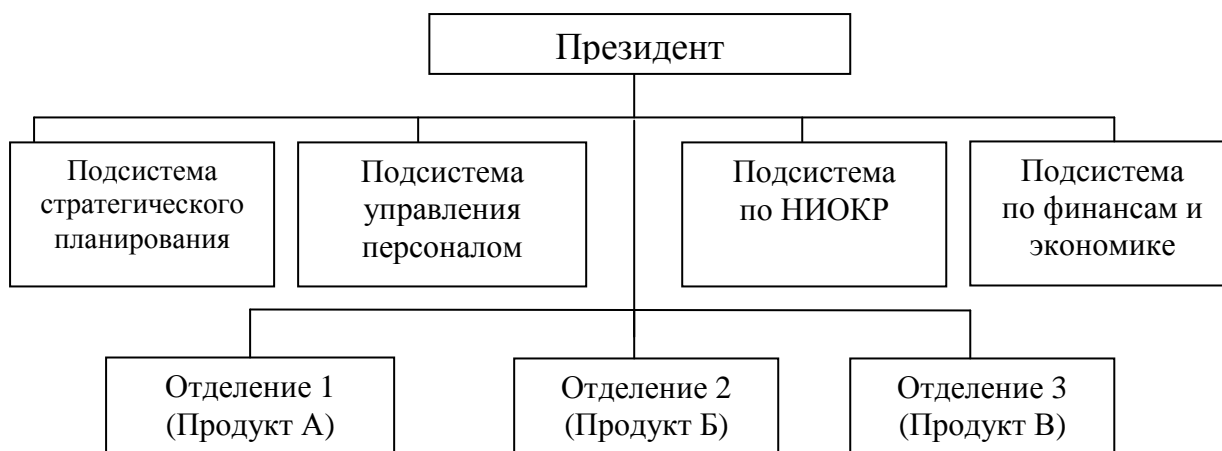 Президент
Подсистема
стратегического
планирования
Подсистема
управления
персоналом
Подсистема
по НИОКР
Подсистема
по финансам и
экономике
Отделение 1
(Продукт А)
Отделение 2
(Продукт Б)
Отделение 3
(Продукт В)